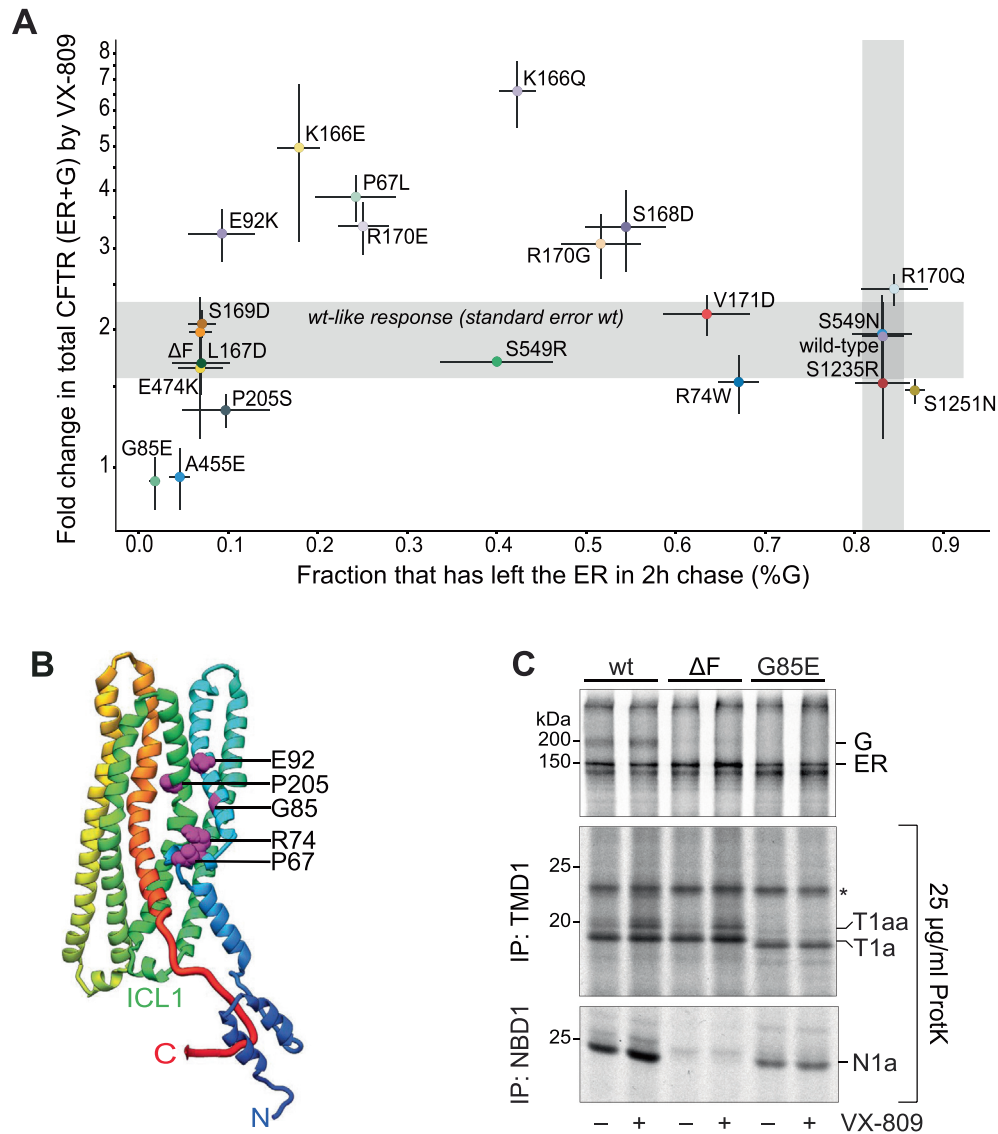 A
Fold change in total CFTR (ER+G) by VX-809
8
7
6
5
4
3
2
1
K166Q
K166E
P67L
R170E
E92K
S168D
R170G
R170Q
V171D
S169D
wt-like response (standard error wt)
S549N
wild-type
S1235R
ΔF
L167D
S549R
E474K
R74W
S1251N
P205S
G85E
A455E
0.0 0.1 0.2 0.3 0.4 0.5 0.6 0.7 0.8 0.9
Fraction that has left the ER in 2h chase (%G)
B
E92
P205
G85
R74
P67
ICL1
C
N
C
wt ΔF G85E
kDa
200
150
G
ER
IP: TMD1
25
20
*
T1aa
T1a
IP: NBD1
25
N1a
25 µg/ml ProtK
– + – + – + VX-809